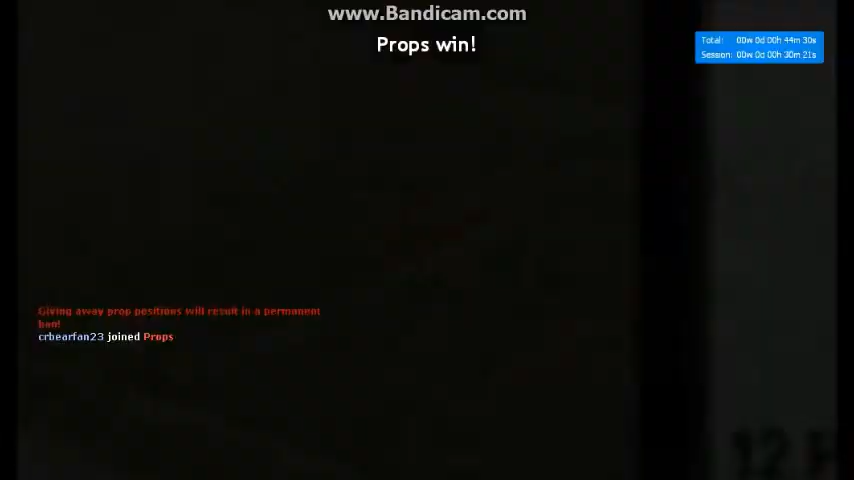 www.Bandicam.com
Props win!
Total: 00w 0d 00h 44m 30s
Session: 00w 0d 00h 30m 21s
Giving away prop positions will result in a permanent
ban!
crbearfan23 joined Props
12